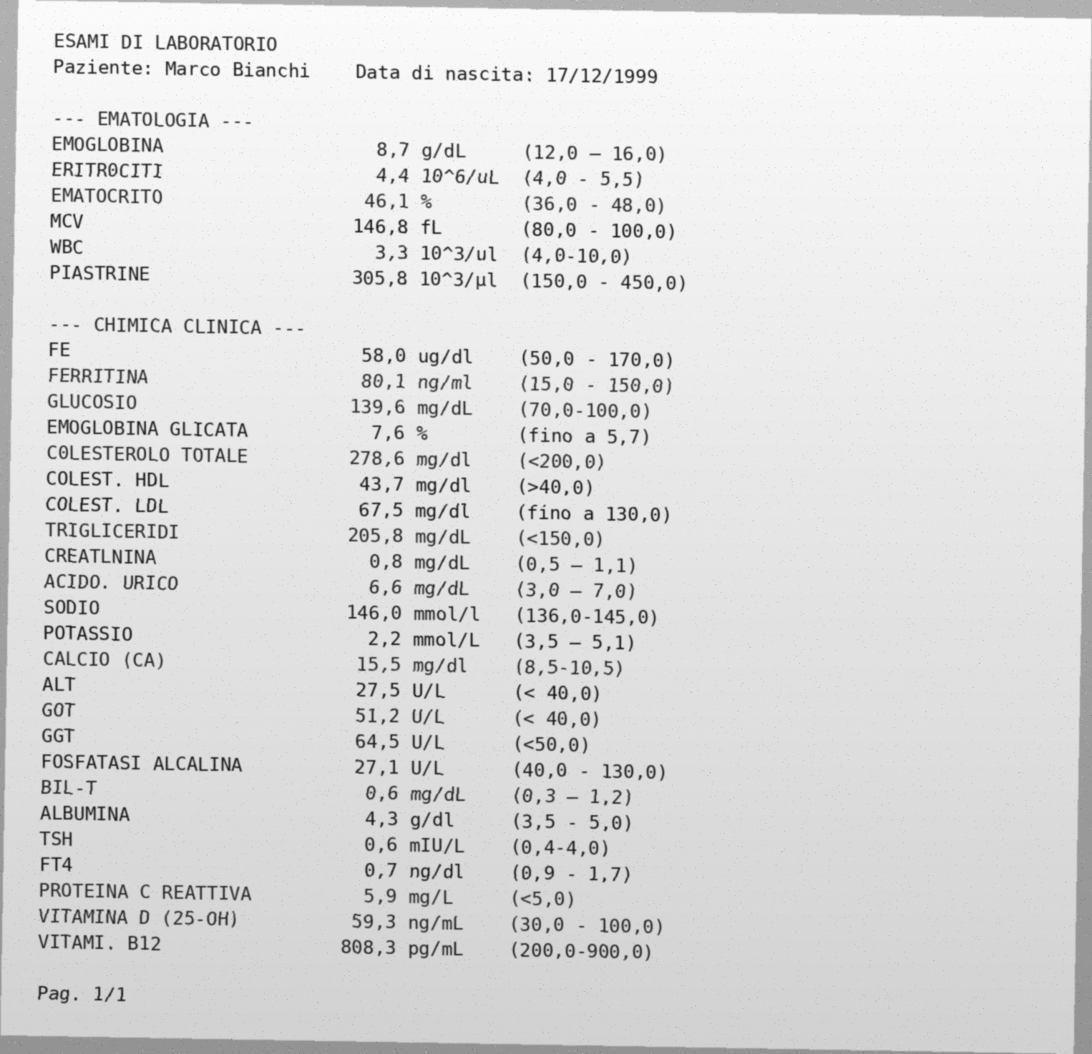 ESAMI DI LABORATORIO
Paziente: Marco Bianchi    Data di nascita: 17/12/1999

--- EMATOLOGIA ---
EMOGLOBINA 8,7 g/dL (12,0 – 16,0)
ERITR0CITI 4,4 10^6/uL (4,0 - 5,5)
EMATOCRITO 46,1 % (36,0 - 48,0)
MCV 146,8 fL (80,0 - 100,0)
WBC 3,3 10^3/ul (4,0-10,0)
PIASTRINE 305,8 10^3/µl (150,0 - 450,0)

--- CHIMICA CLINICA ---
FE 58,0 ug/dl (50,0 - 170,0)
FERRITINA 80,1 ng/ml (15,0 - 150,0)
GLUCOSIO 139,6 mg/dL (70,0-100,0)
EMOGLOBINA GLICATA 7,6 % (fino a 5,7)
C0LESTEROLO TOTALE 278,6 mg/dl (<200,0)
COLEST. HDL 43,7 mg/dl (>40,0)
COLEST. LDL 67,5 mg/dl (fino a 130,0)
TRIGLICERIDI 205,8 mg/dL (<150,0)
CREATLNINA 0,8 mg/dL (0,5 – 1,1)
ACIDO. URICO 6,6 mg/dL (3,0 – 7,0)
SODIO 146,0 mmol/l (136,0-145,0)
POTASSIO 2,2 mmol/L (3,5 – 5,1)
CALCIO (CA) 15,5 mg/dl (8,5-10,5)
ALT 27,5 U/L (< 40,0)
GOT 51,2 U/L (< 40,0)
GGT 64,5 U/L (<50,0)
FOSFATASI ALCALINA 27,1 U/L (40,0 - 130,0)
BIL-T 0,6 mg/dL (0,3 – 1,2)
ALBUMINA 4,3 g/dl (3,5 - 5,0)
TSH 0,6 mIU/L (0,4-4,0)
FT4 0,7 ng/dl (0,9 - 1,7)
PROTEINA C REATTIVA 5,9 mg/L (<5,0)
VITAMINA D (25-OH) 59,3 ng/mL (30,0 - 100,0)
VITAMI. B12 808,3 pg/mL (200,0-900,0)

Pag. 1/1